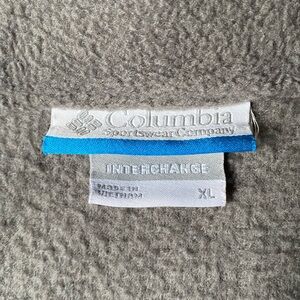 Columbia
Sportswear Company
INTERCHANGE
MADE IN
VIETNAM
XL